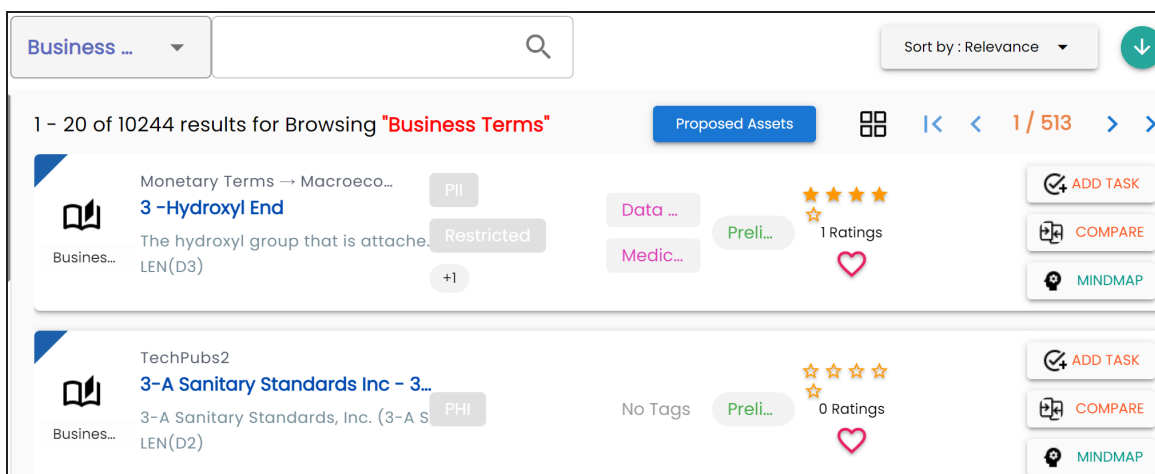 Business ...
Sort by : Relevance
1 - 20 of 10244 results for Browsing "Business Terms"
Proposed Assets
1 / 513
Monetary Terms → Macroeco...
3 -Hydroxyl End
The hydroxyl group that is attache.
LEN(D3)
Busines...
PII
Restricted
+1
Data ...
Medic...
Preli...
1 Ratings
ADD TASK
COMPARE
MINDMAP
TechPubs2
3-A Sanitary Standards Inc - 3...
3-A Sanitary Standards, Inc. (3-A S
LEN(D2)
Busines...
PHI
No Tags
Preli...
0 Ratings
ADD TASK
COMPARE
MINDMAP